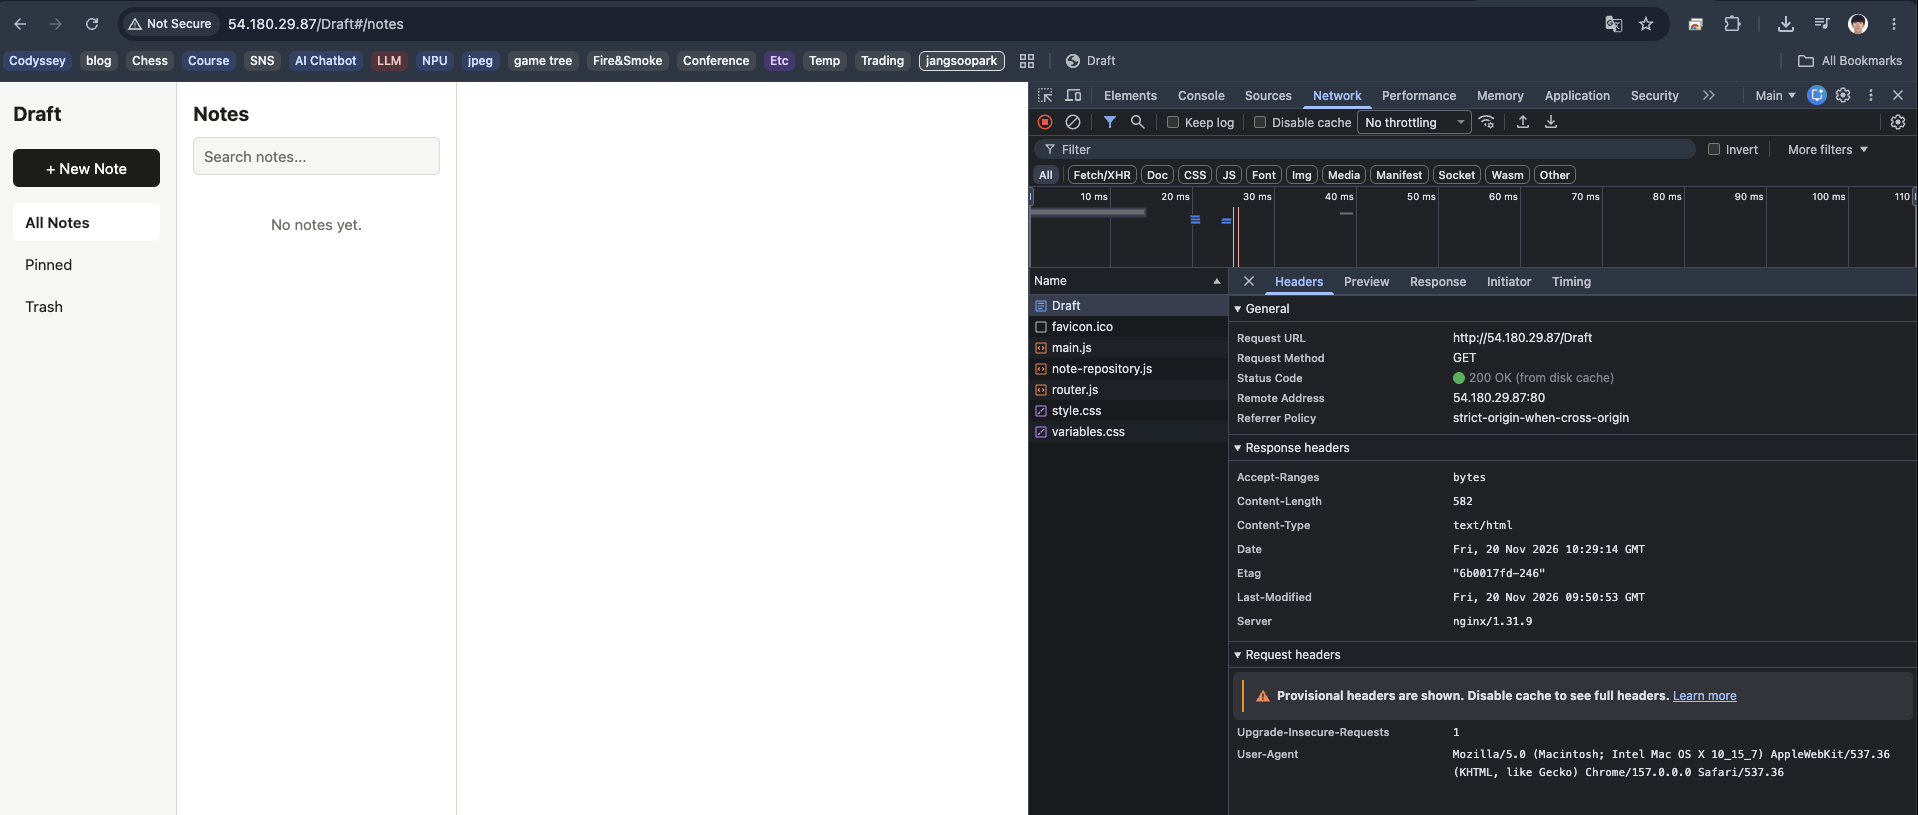 Not Secure 54.180.29.87/Draft#/notes
Codyssey blog Chess Course SNS AI Chatbot LLM NPU jpeg game tree Fire&Smoke Conference Etc Temp Trading jangsoopark Draft All Bookmarks
Draft
+ New Note
All Notes
Pinned
Trash
Notes
Search notes...
No notes yet.
Elements Console Sources Network Performance Memory Application Security Main
Keep log Disable cache No throttling
Filter Invert More filters
All Fetch/XHR Doc CSS JS Font Img Media Manifest Socket Wasm Other
10 ms 20 ms 30 ms 40 ms 50 ms 60 ms 70 ms 80 ms 90 ms 100 ms 110
Name
Draft
favicon.ico
main.js
note-repository.js
router.js
style.css
variables.css
Headers Preview Response Initiator Timing
General
Request URL http://54.180.29.87/Draft
Request Method GET
Status Code 200 OK (from disk cache)
Remote Address 54.180.29.87:80
Referrer Policy strict-origin-when-cross-origin
Response headers
Accept-Ranges bytes
Content-Length 582
Content-Type text/html
Date Fri, 20 Nov 2026 10:29:14 GMT
Etag "6b0017fd-246"
Last-Modified Fri, 20 Nov 2026 09:50:53 GMT
Server nginx/1.31.9
Request headers
Provisional headers are shown. Disable cache to see full headers. Learn more
Upgrade-Insecure-Requests 1
User-Agent Mozilla/5.0 (Macintosh; Intel Mac OS X 10_15_7) AppleWebKit/537.36
(KHTML, like Gecko) Chrome/157.0.0.0 Safari/537.36